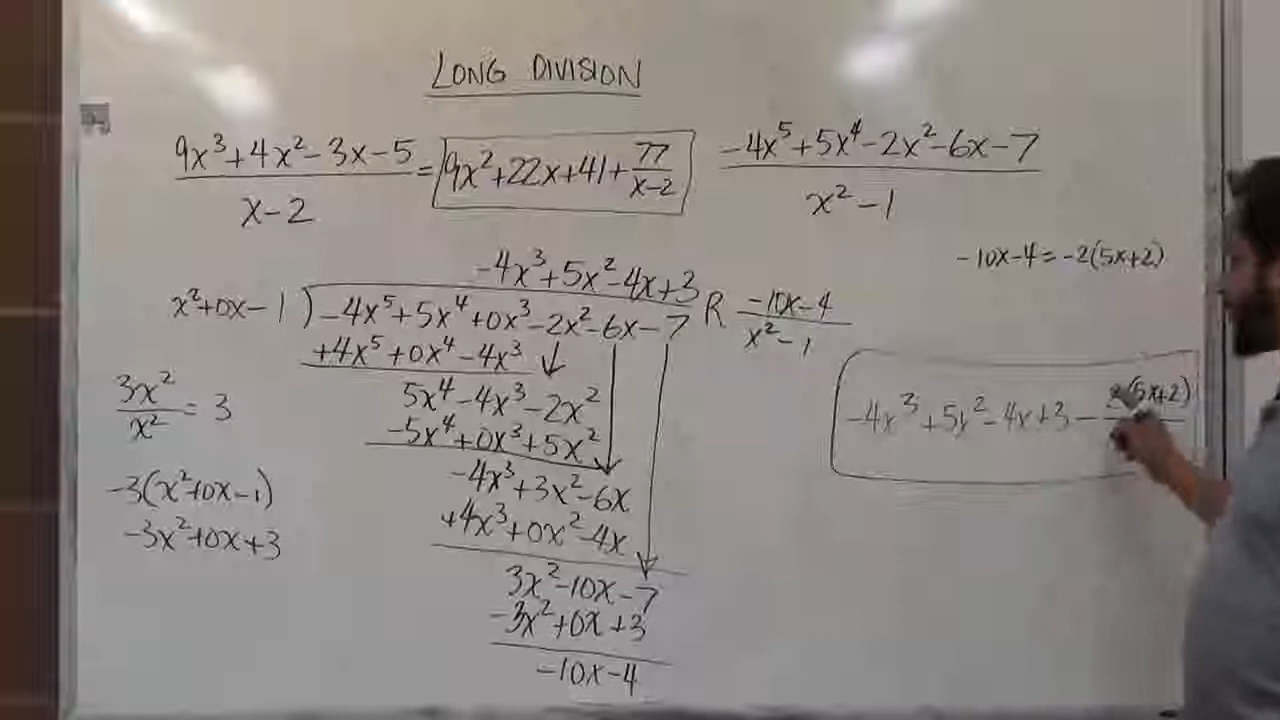 LONG DIVISION
9x³+4x²-3x-5 / x-2 = 9x²+22x+41+ 77/x-2
-4x⁵+5x⁴-2x²-6x-7 / x²-1
-10x-4=-2(5x+2)
-4x³+5x²-4x+3 R -10x-4 / x²-1
x²+0x-1 ) -4x⁵+5x⁴+0x³-2x²-6x-7
+4x⁵+0x⁴-4x³
5x⁴-4x³-2x²
-5x⁴+0x³+5x²
-4x³+3x²-6x
+4x³+0x²-4x
3x²-10x-7
-3x²+0x+3
-10x-4
3x²/x² = 3
-3(x²+0x-1)
-3x²+0x+3
-4x³+5x²-4x+3- 2(5x+2)